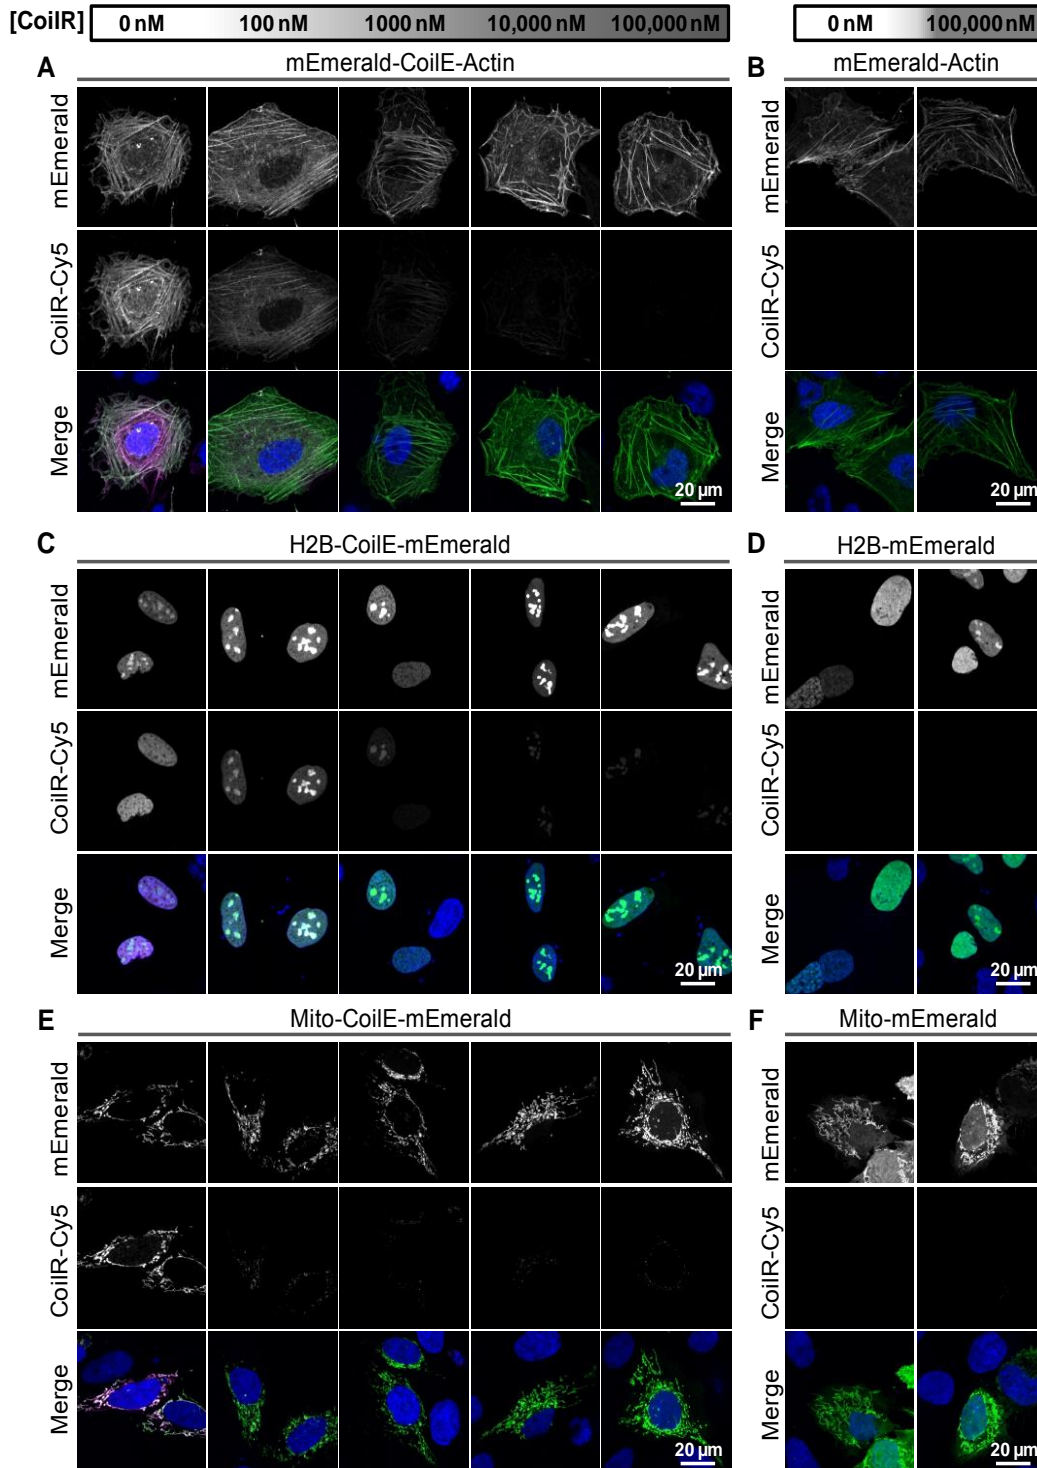 [CoilR] 0 nM 100 nM 1000 nM 10,000 nM 100,000 nM 0 nM 100,000 nM
A mEmerald-CoilE-Actin B mEmerald-Actin
mEmerald mEmerald
CoilR-Cy5 CoilR-Cy5
Merge Merge
20 µm 20 µm
C H2B-CoilE-mEmerald D H2B-mEmerald
mEmerald mEmerald
CoilR-Cy5 CoilR-Cy5
Merge Merge
20 µm 20 µm
E Mito-CoilE-mEmerald F Mito-mEmerald
mEmerald mEmerald
CoilR-Cy5 CoilR-Cy5
Merge Merge
20 µm 20 µm